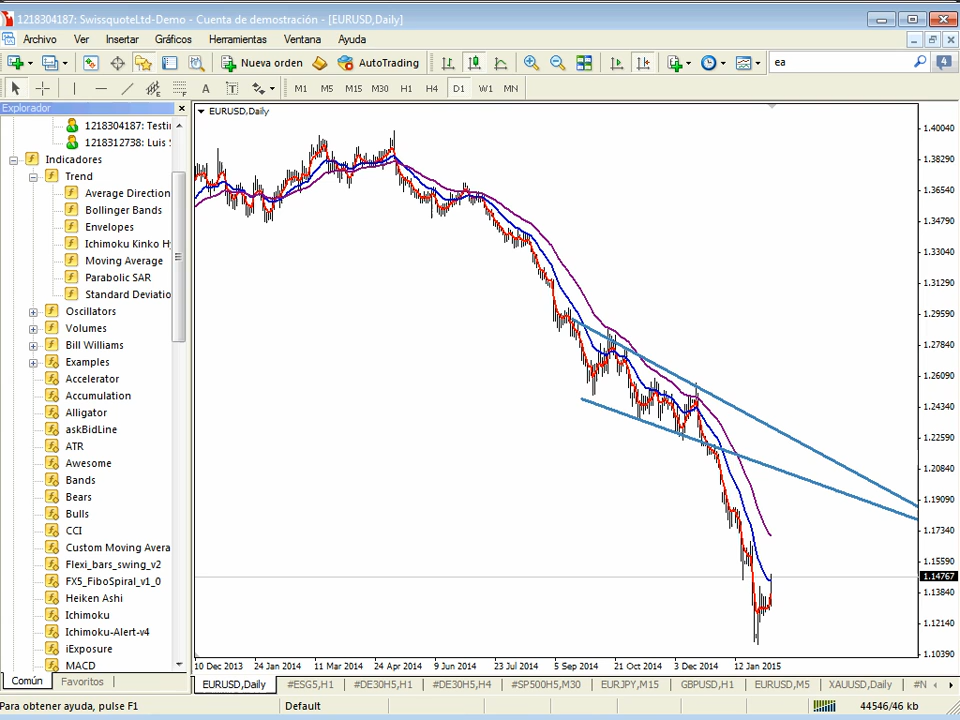 1218304187: SwissquoteLtd-Demo - Cuenta de demostración - [EURUSD,Daily]
Archivo Ver Insertar Gráficos Herramientas Ventana Ayuda
Nueva orden AutoTrading ea 4
A T M1 M5 M15 M30 H1 H4 D1 W1 MN
Explorador
1218304187: Testin
1218312738: Luis S
Indicadores
Trend
Average Direction
Bollinger Bands
Envelopes
Ichimoku Kinko Hy
Moving Average
Parabolic SAR
Standard Deviatio
Oscillators
Volumes
Bill Williams
Examples
Accelerator
Accumulation
Alligator
askBidLine
ATR
Awesome
Bands
Bears
Bulls
CCI
Custom Moving Avera
Flexi_bars_swing_v2
FX5_FiboSpiral_v1_0
Heiken Ashi
Ichimoku
Ichimoku-Alert-v4
iExposure
MACD
Común Favoritos
EURUSD,Daily
1.40040
1.38290
1.36540
1.34790
1.33040
1.31290
1.29590
1.27840
1.26090
1.24340
1.22590
1.20840
1.19090
1.17340
1.15590
1.14767
1.13840
1.12140
1.10390
10 Dec 2013 24 Jan 2014 11 Mar 2014 24 Apr 2014 9 Jun 2014 23 Jul 2014 5 Sep 2014 21 Oct 2014 3 Dec 2014 12 Jan 2015
EURUSD,Daily #ESG5,H1 #DE30H5,H1 #DE30H5,H4 #SP500H5,M30 EURJPY,M15 GBPUSD,H1 EURUSD,M5 XAUUSD,Daily #N
Para obtener ayuda, pulse F1 Default 44546/46 kb